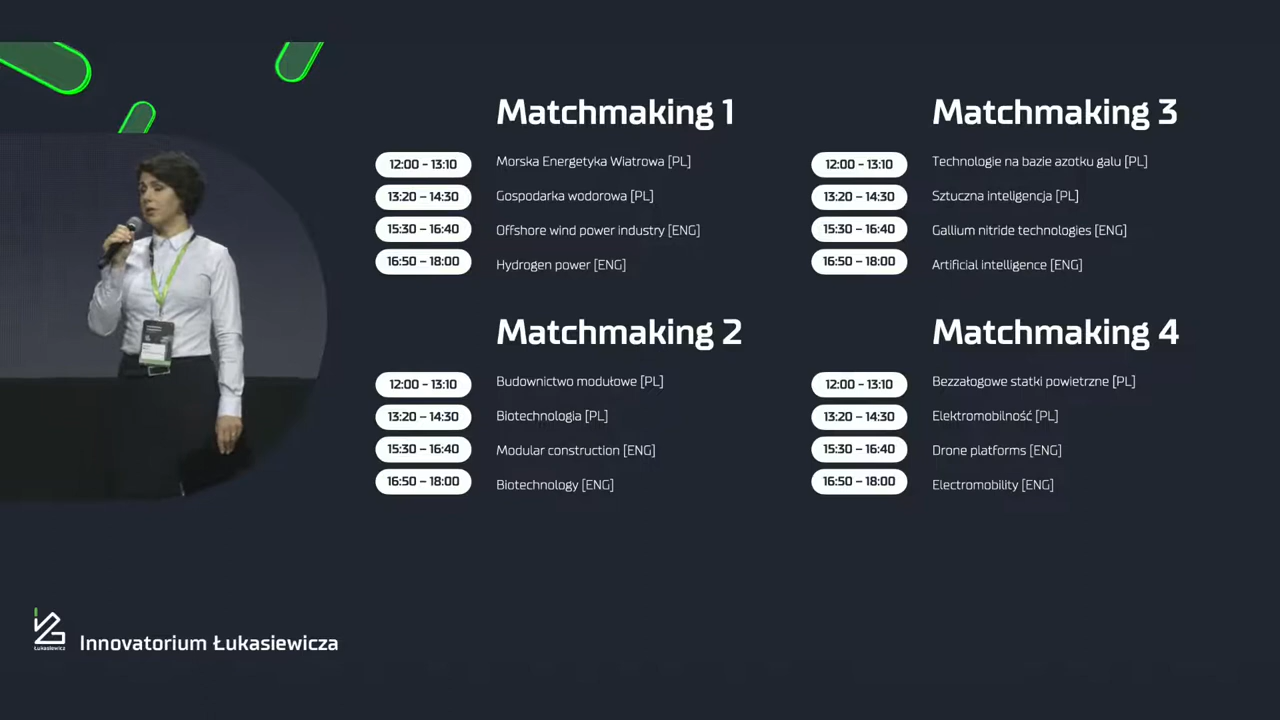 Matchmaking 1
12:00 - 13:10 Morska Energetyka Wiatrowa [PL]
13:20 – 14:30 Gospodarka wodorowa [PL]
15:30 – 16:40 Offshore wind power industry [ENG]
16:50 – 18:00 Hydrogen power [ENG]
Matchmaking 2
12:00 - 13:10 Budownictwo modułowe [PL]
13:20 – 14:30 Biotechnologia [PL]
15:30 – 16:40 Modular construction [ENG]
16:50 – 18:00 Biotechnology [ENG]
Matchmaking 3
12:00 - 13:10 Technologie na bazie azotku galu [PL]
13:20 – 14:30 Sztuczna inteligencja [PL]
15:30 – 16:40 Gallium nitride technologies [ENG]
16:50 – 18:00 Artificial intelligence [ENG]
Matchmaking 4
12:00 - 13:10 Bezzałogowe statki powietrzne [PL]
13:20 – 14:30 Elektromobilność [PL]
15:30 – 16:40 Drone platforms [ENG]
16:50 – 18:00 Electromobility [ENG]
Łukasiewicz
Innovatorium Łukasiewicza